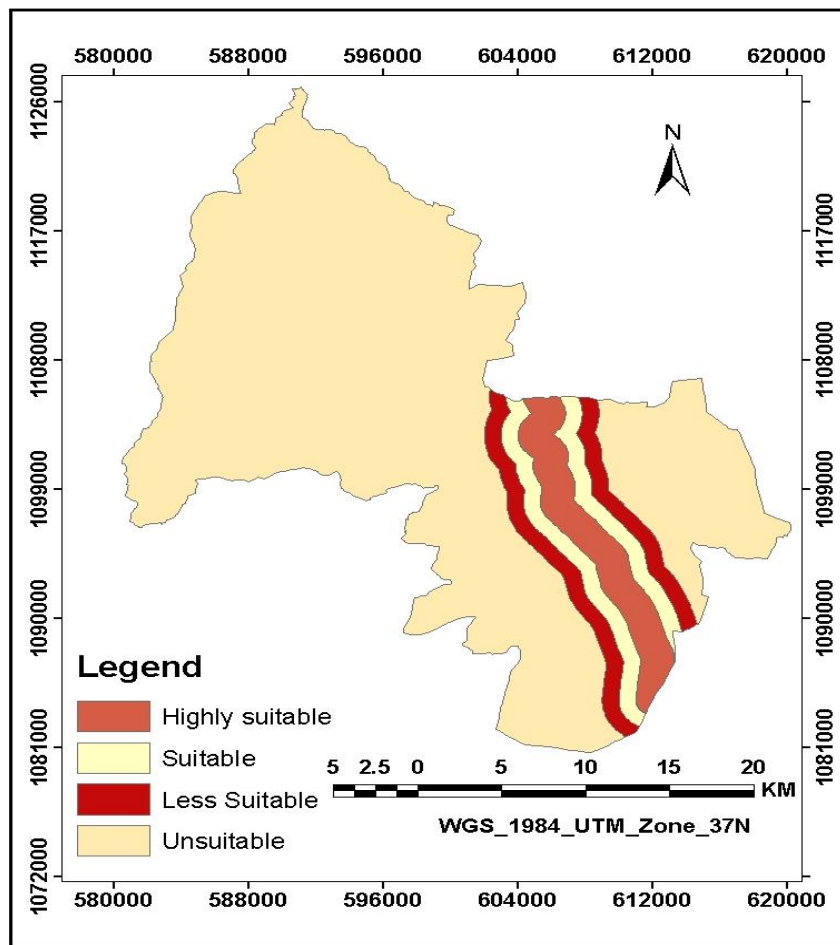 580000 588000 596000 604000 612000 620000
1126000 1126000
N
1117000 1117000
1108000 1108000
1099000 1099000
1090000 1090000
Legend
Highly suitable
Suitable
1081000 1081000
Less Suitable
Unsuitable
5 2.5 0 5 10 15 20
KM
WGS_1984_UTM_Zone_37N
1072000 1072000
580000 588000 596000 604000 612000 620000